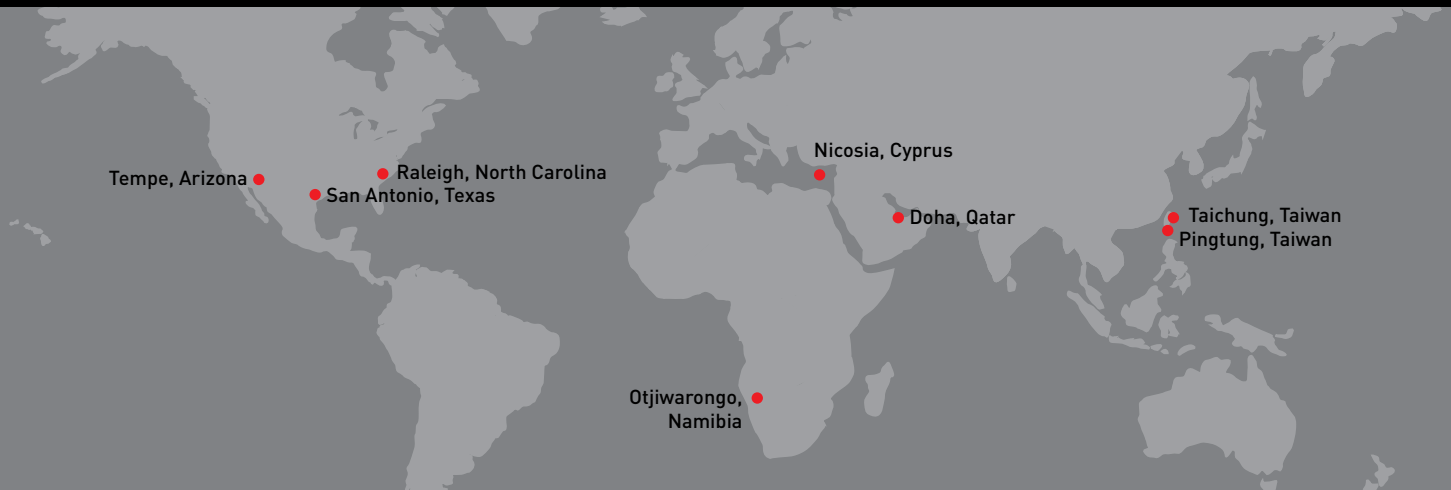 Nicosia, Cyprus
Tempe, Arizona
Raleigh, North Carolina
San Antonio, Texas
Doha, Qatar
Taichung, Taiwan
Pingtung, Taiwan
Otjiwarongo,
Namibia